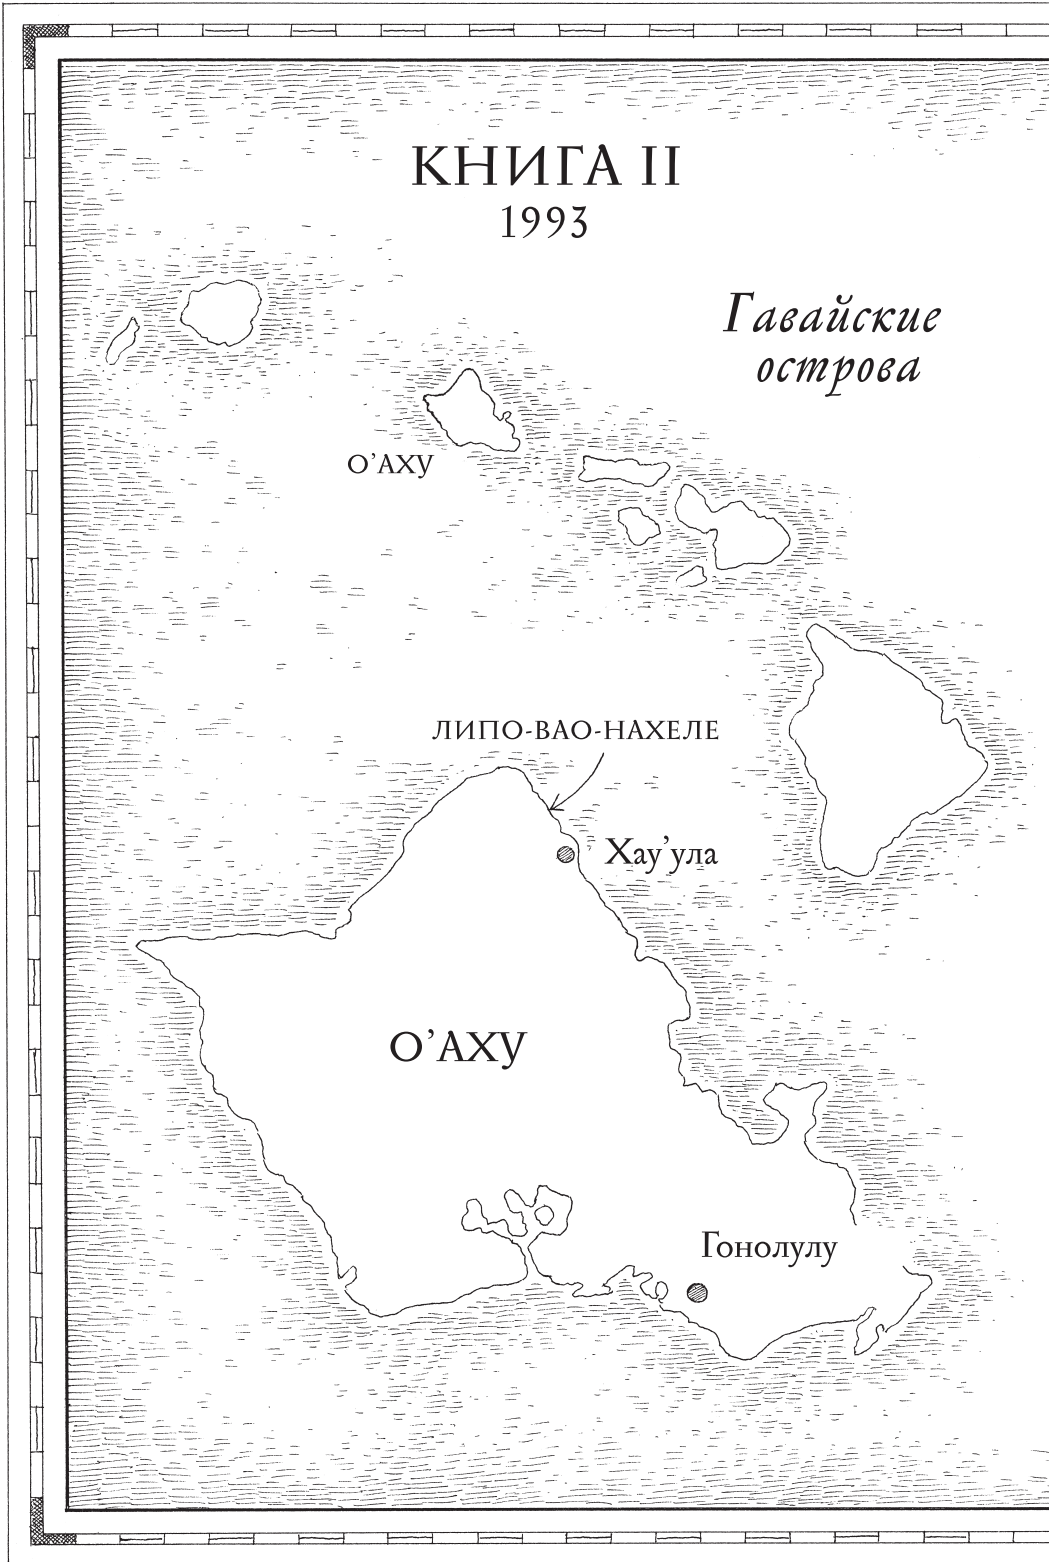 КНИГА II
1993
Гавайские
острова
О’АХУ
ЛИПО-ВАО-НАХЕЛЕ
Хау’ула
О’АХУ
Гонолулу